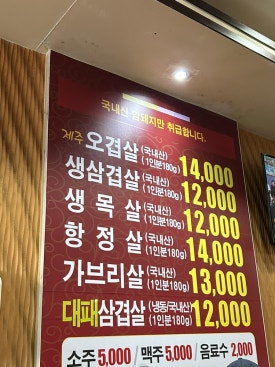 국내산 암돼지만 취급합니다.
제주 오겹살 (국내산) (1인분180g) 14,000
생삼겹살 (국내산) (1인분180g) 12,000
생목살 (국내산) (1인분180g) 12,000
항정살 (국내산) (1인분180g) 14,000
가브리살 (국내산) (1인분180g) 13,000
대패삼겹살 (냉동/국내산) (1인분180g) 12,000
소주 5,000 / 맥주 5,000 / 음료수 2,000